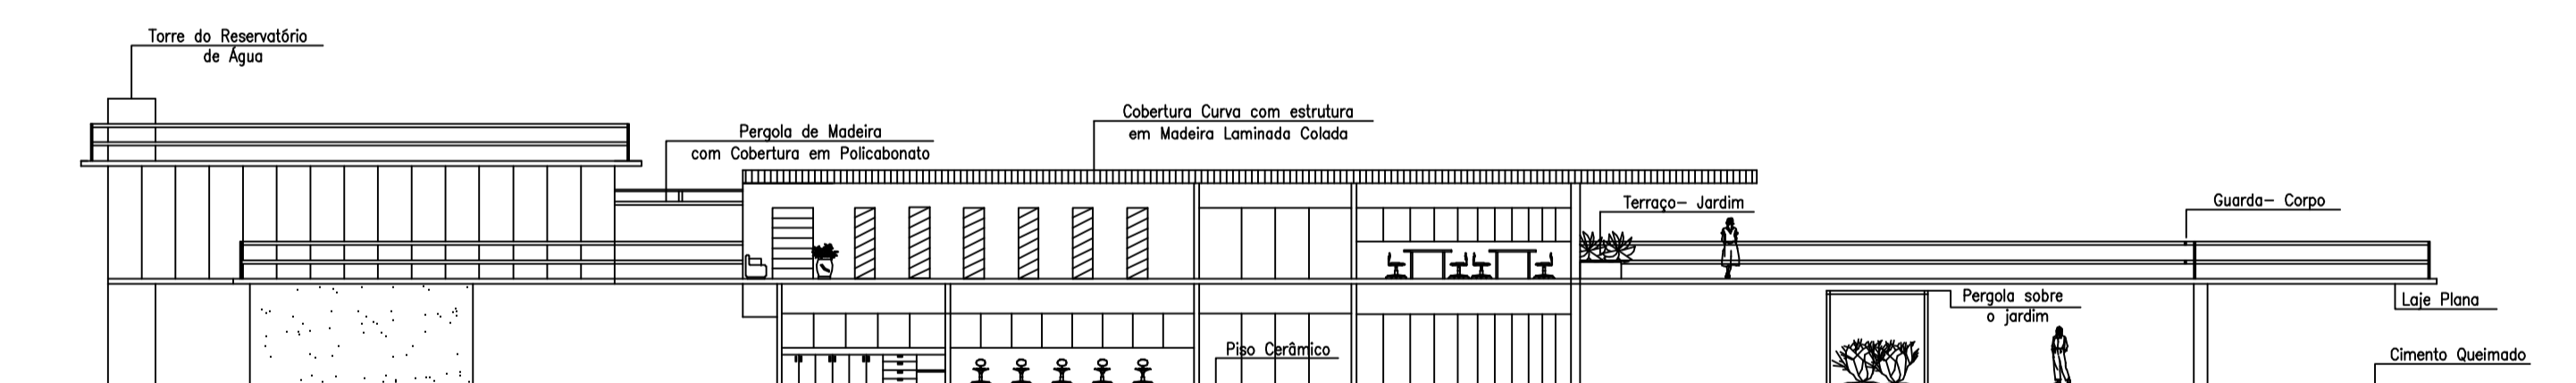 Torre do Reservatório
de Água
Pergola de Madeira
com Cobertura em Policabonato
Cobertura Curva com estrutura
em Madeira Laminada Colada
Terraço- Jardim
Guarda- Corpo
Pergola sobre
o jardim
Laje Plana
Piso Cerâmico
Cimento Queimado